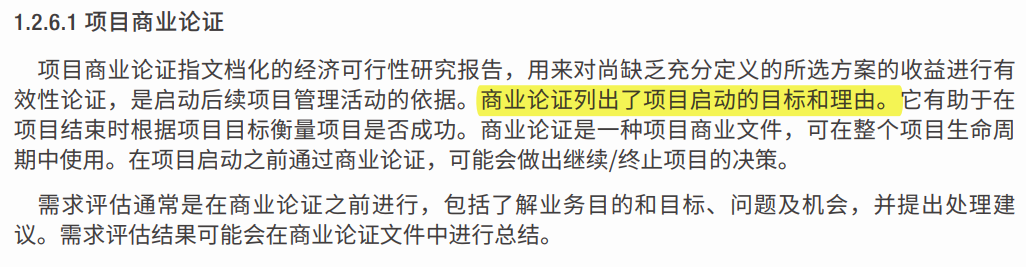 1.2.6.1 项目商业论证
项目商业论证指文档化的经济可行性研究报告，用来对尚缺乏充分定义的所选方案的收益进行有
效性论证，是启动后续项目管理活动的依据。商业论证列出了项目启动的目标和理由。它有助于在
项目结束时根据项目目标衡量项目是否成功。商业论证是一种项目商业文件，可在整个项目生命周
期中使用。在项目启动之前通过商业论证，可能会做出继续/终止项目的决策。
需求评估通常是在商业论证之前进行，包括了解业务目的和目标、问题及机会，并提出处理建
议。需求评估结果可能会在商业论证文件中进行总结。